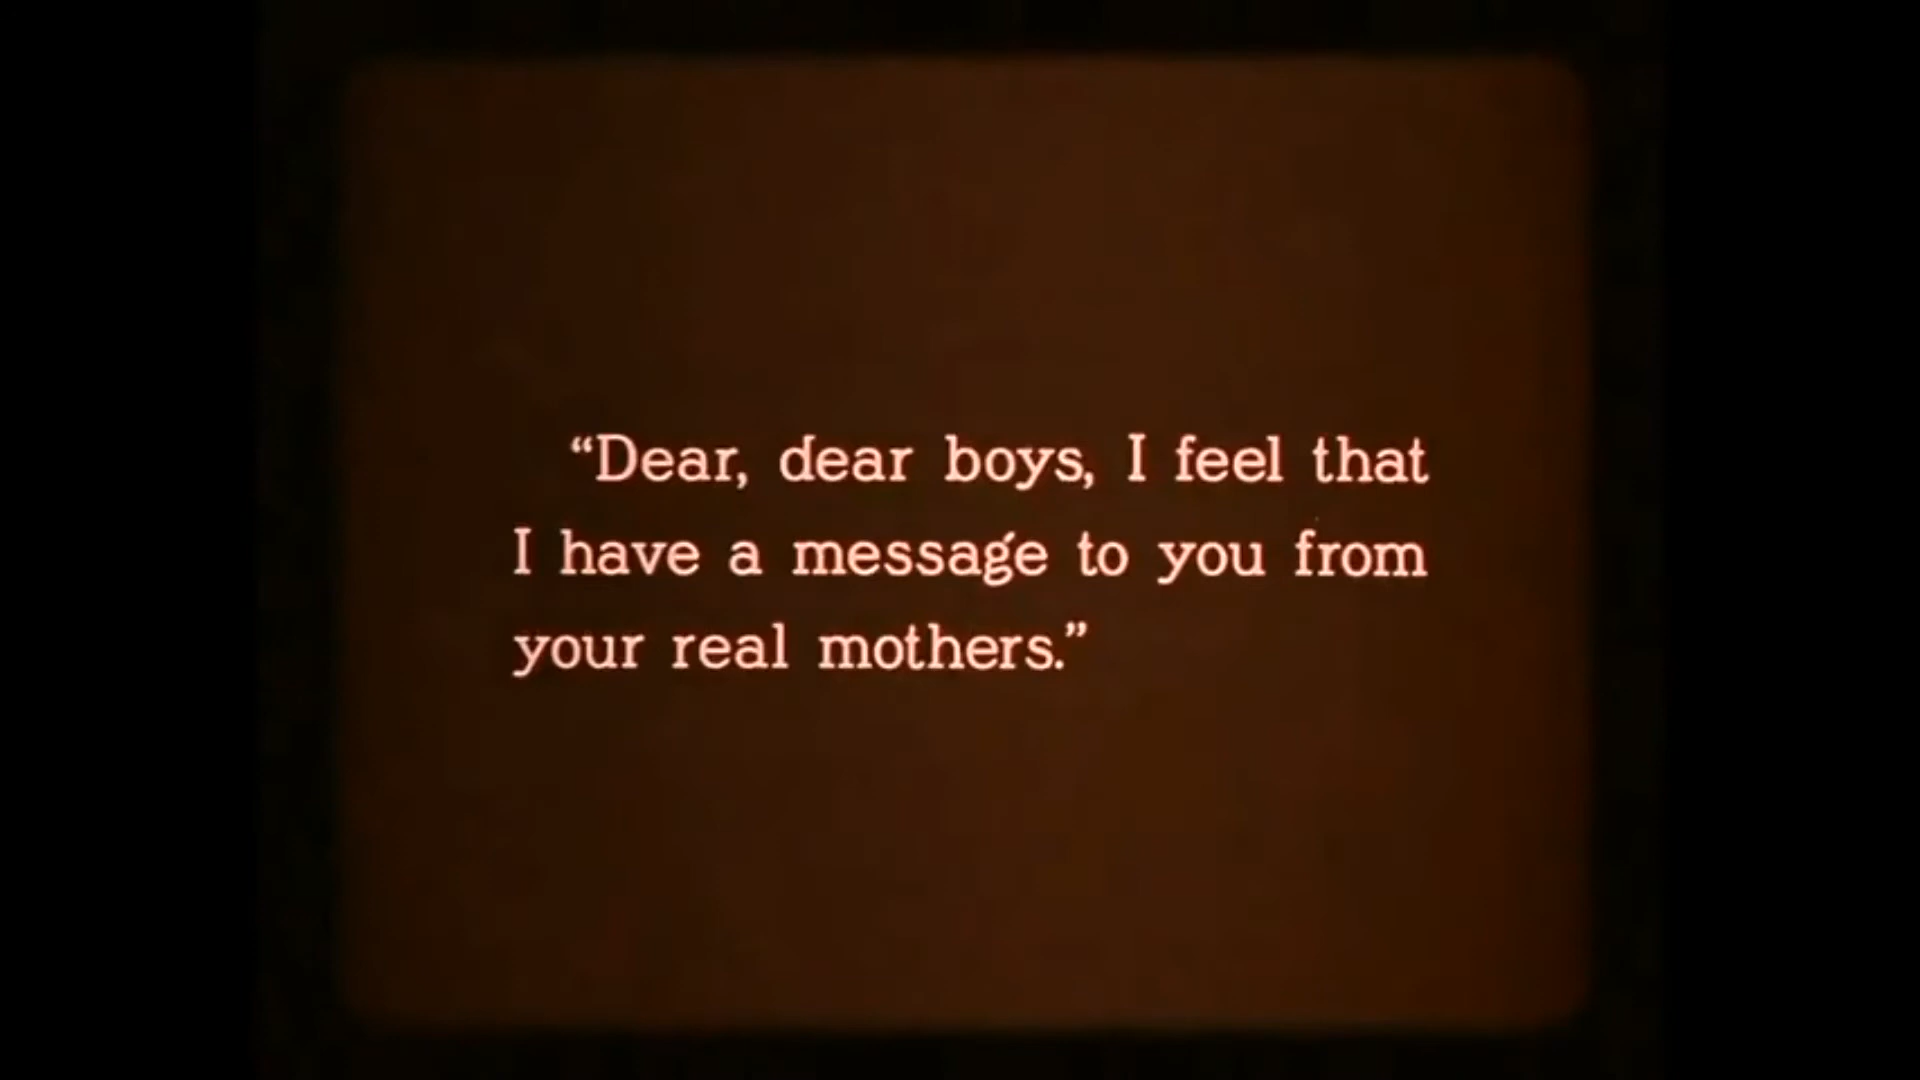 “Dear, dear boys, I feel that
I have a message to you from
your real mothers.”